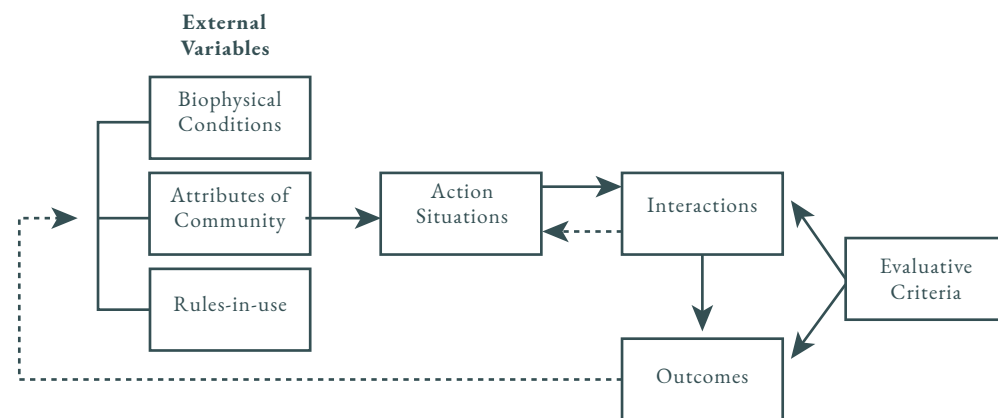 External
Variables
Biophysical
Conditions
Attributes of
Community
Rules-in-use
Action
Situations
Interactions
Outcomes
Evaluative
Criteria